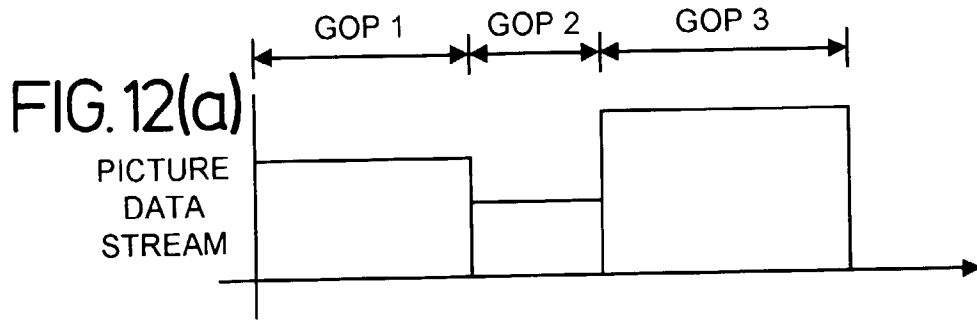 GOP 1 GOP 2 GOP 3
FIG. 12(a)
PICTURE
DATA
STREAM